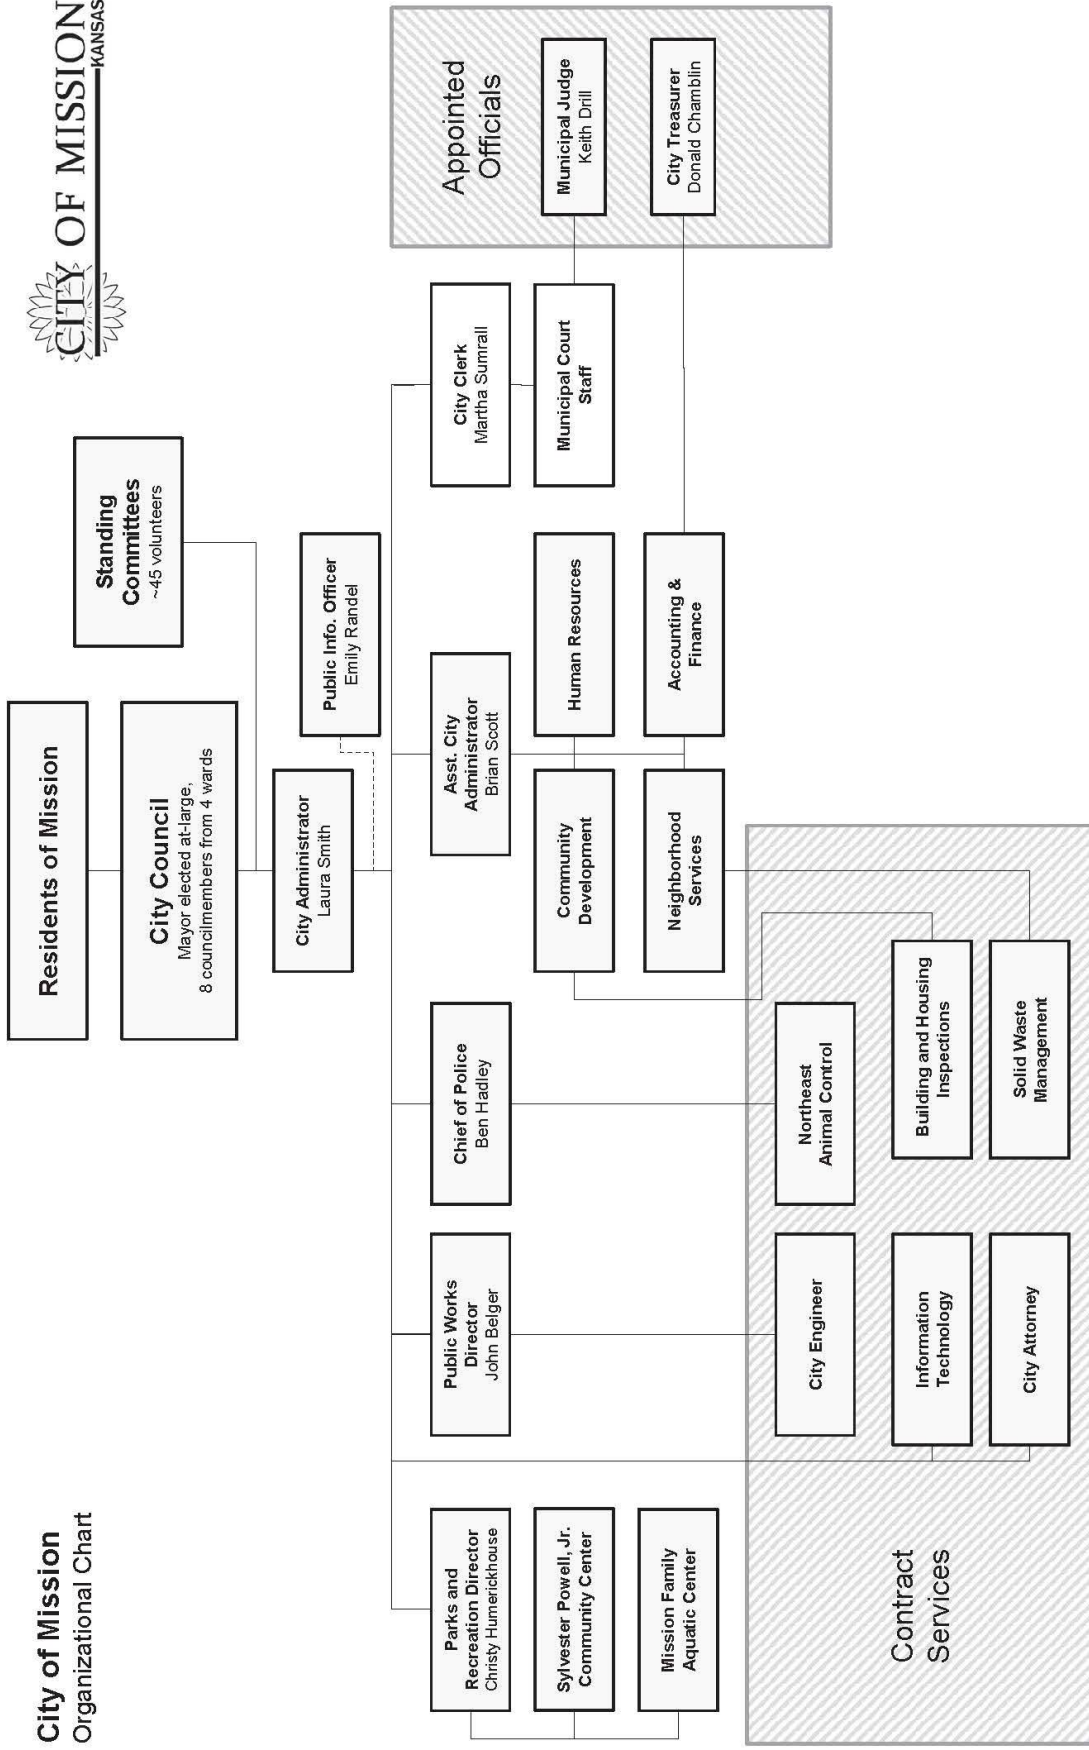 City of Mission
Organizational Chart
CITY OF MISSION
KANSAS
Residents of Mission
City Council
Mayor elected at-large,
8 councilmembers from 4 wards
Standing
Committees
~45 volunteers
City Administrator
Laura Smith
Public Info. Officer
Emily Randel
Parks and
Recreation Director
Christy Humerickhouse
Public Works
Director
John Belger
Chief of Police
Ben Hadley
Asst. City
Administrator
Brian Scott
City Clerk
Martha Sumrall
Appointed
Officials
Sylvester Powell, Jr.
Community Center
Community
Development
Human Resources
Municipal Court
Staff
Municipal Judge
Keith Drill
Mission Family
Aquatic Center
Neighborhood
Services
Accounting &
Finance
City Treasurer
Donald Chamblin
Contract
Services
City Engineer
Northeast
Animal Control
Information
Technology
Building and Housing
Inspections
City Attorney
Solid Waste
Management